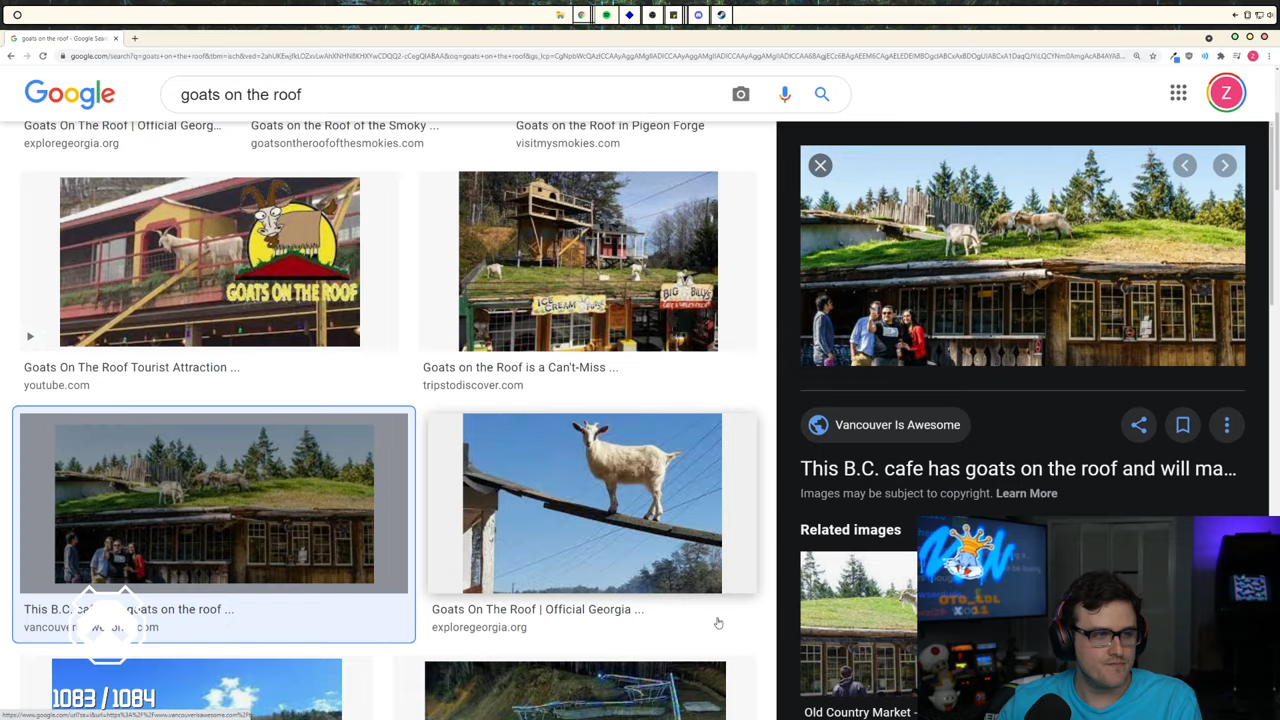 goats on the roof - Google Sear
goats on the roof
Z
Goats On The Roof | Official Georg...
exploregeorgia.org
Goats on the Roof of the Smoky ...
goatsontheroofofthesmokies.com
Goats on the Roof in Pigeon Forge
visitmysmokies.com
GOATS ON THE ROOF
Goats On The Roof Tourist Attraction ...
youtube.com
ICE CREAM
BIG BILLY'S
Goats on the Roof is a Can't-Miss ...
tripstodiscover.com
This B.C. goats on the roof ...
Goats On The Roof | Official Georgia ...
exploregeorgia.org
1083 / 1084
Vancouver Is Awesome
This B.C. cafe has goats on the roof and will ma...
Images may be subject to copyright. Learn More
Related images
Old Country Market -